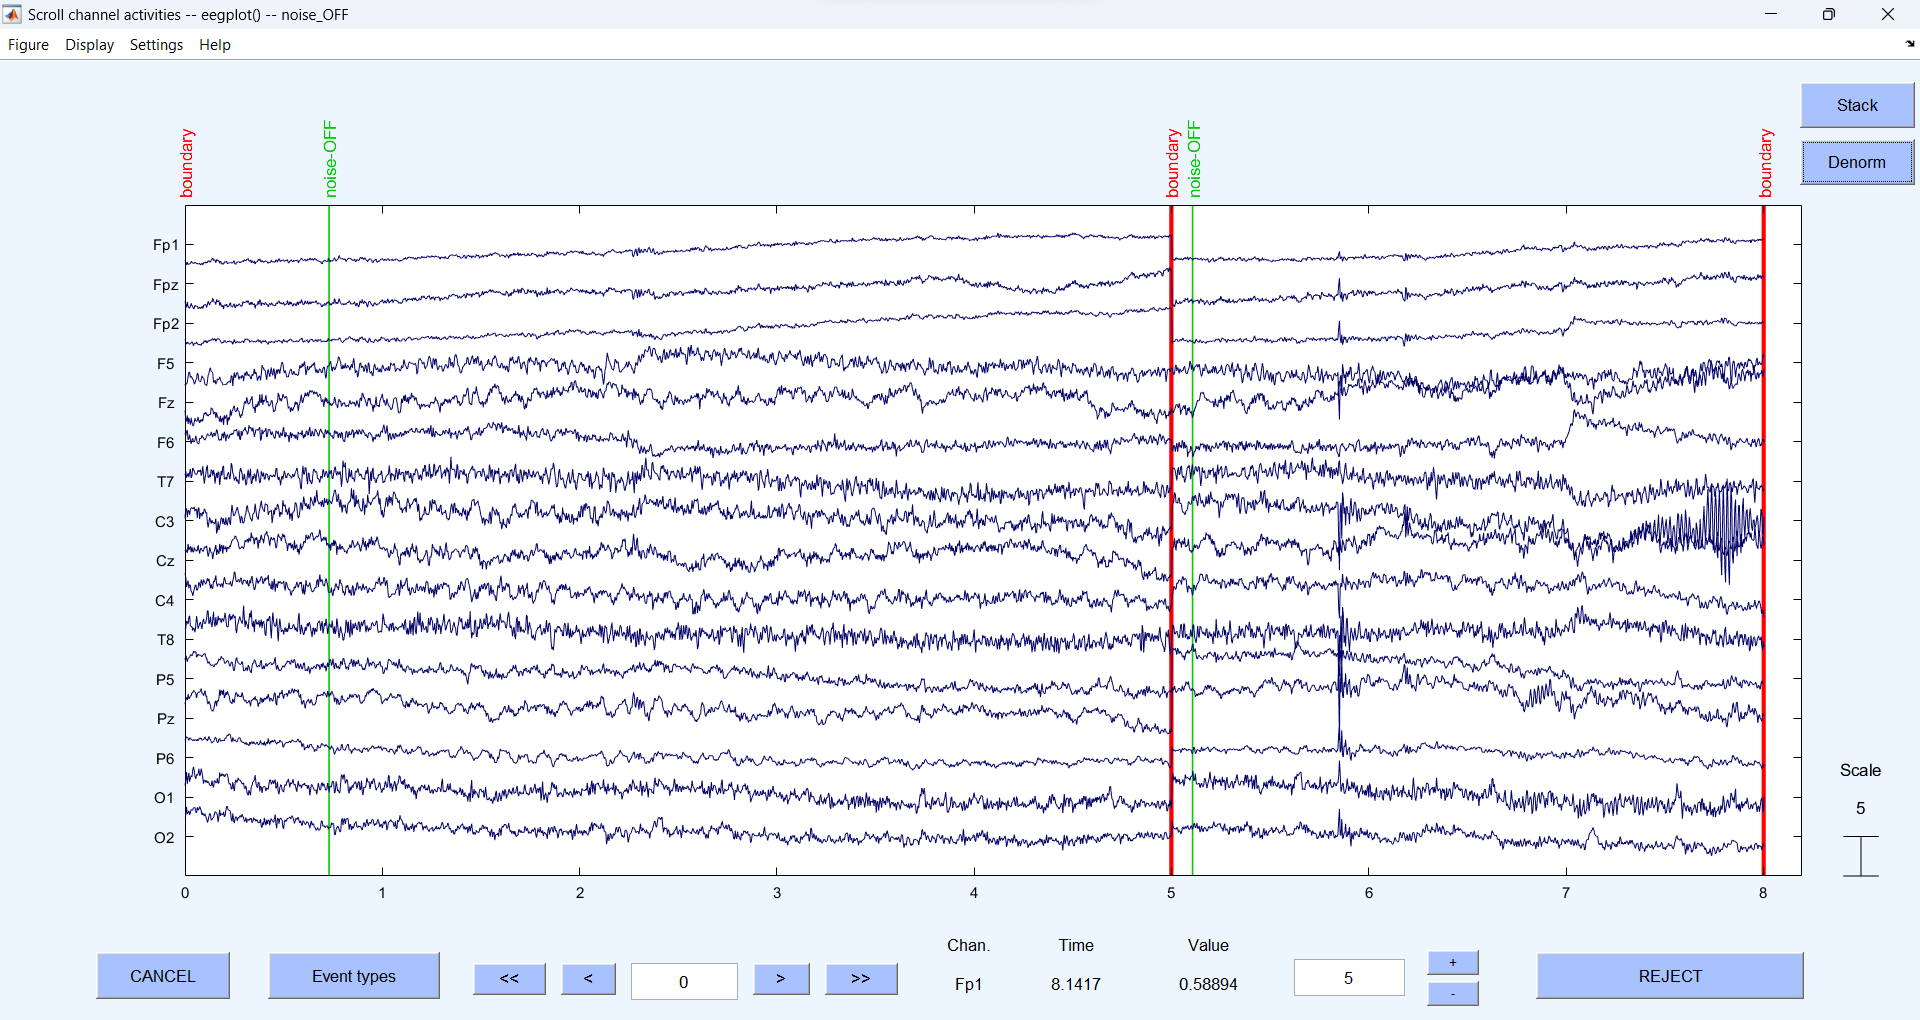 Scroll channel activities -- eegplot() -- noise_OFF
Figure Display Settings Help
Stack
Denorm
boundary
noise-OFF
boundary
noise-OFF
boundary
Fp1
Fpz
Fp2
F5
Fz
F6
T7
C3
Cz
C4
T8
P5
Pz
P6
O1
O2
0 1 2 3 4 5 6 7 8
Scale
5
Chan. Time Value
Fp1 8.1417 0.58894
CANCEL Event types << < 0 > >> 5 + - REJECT